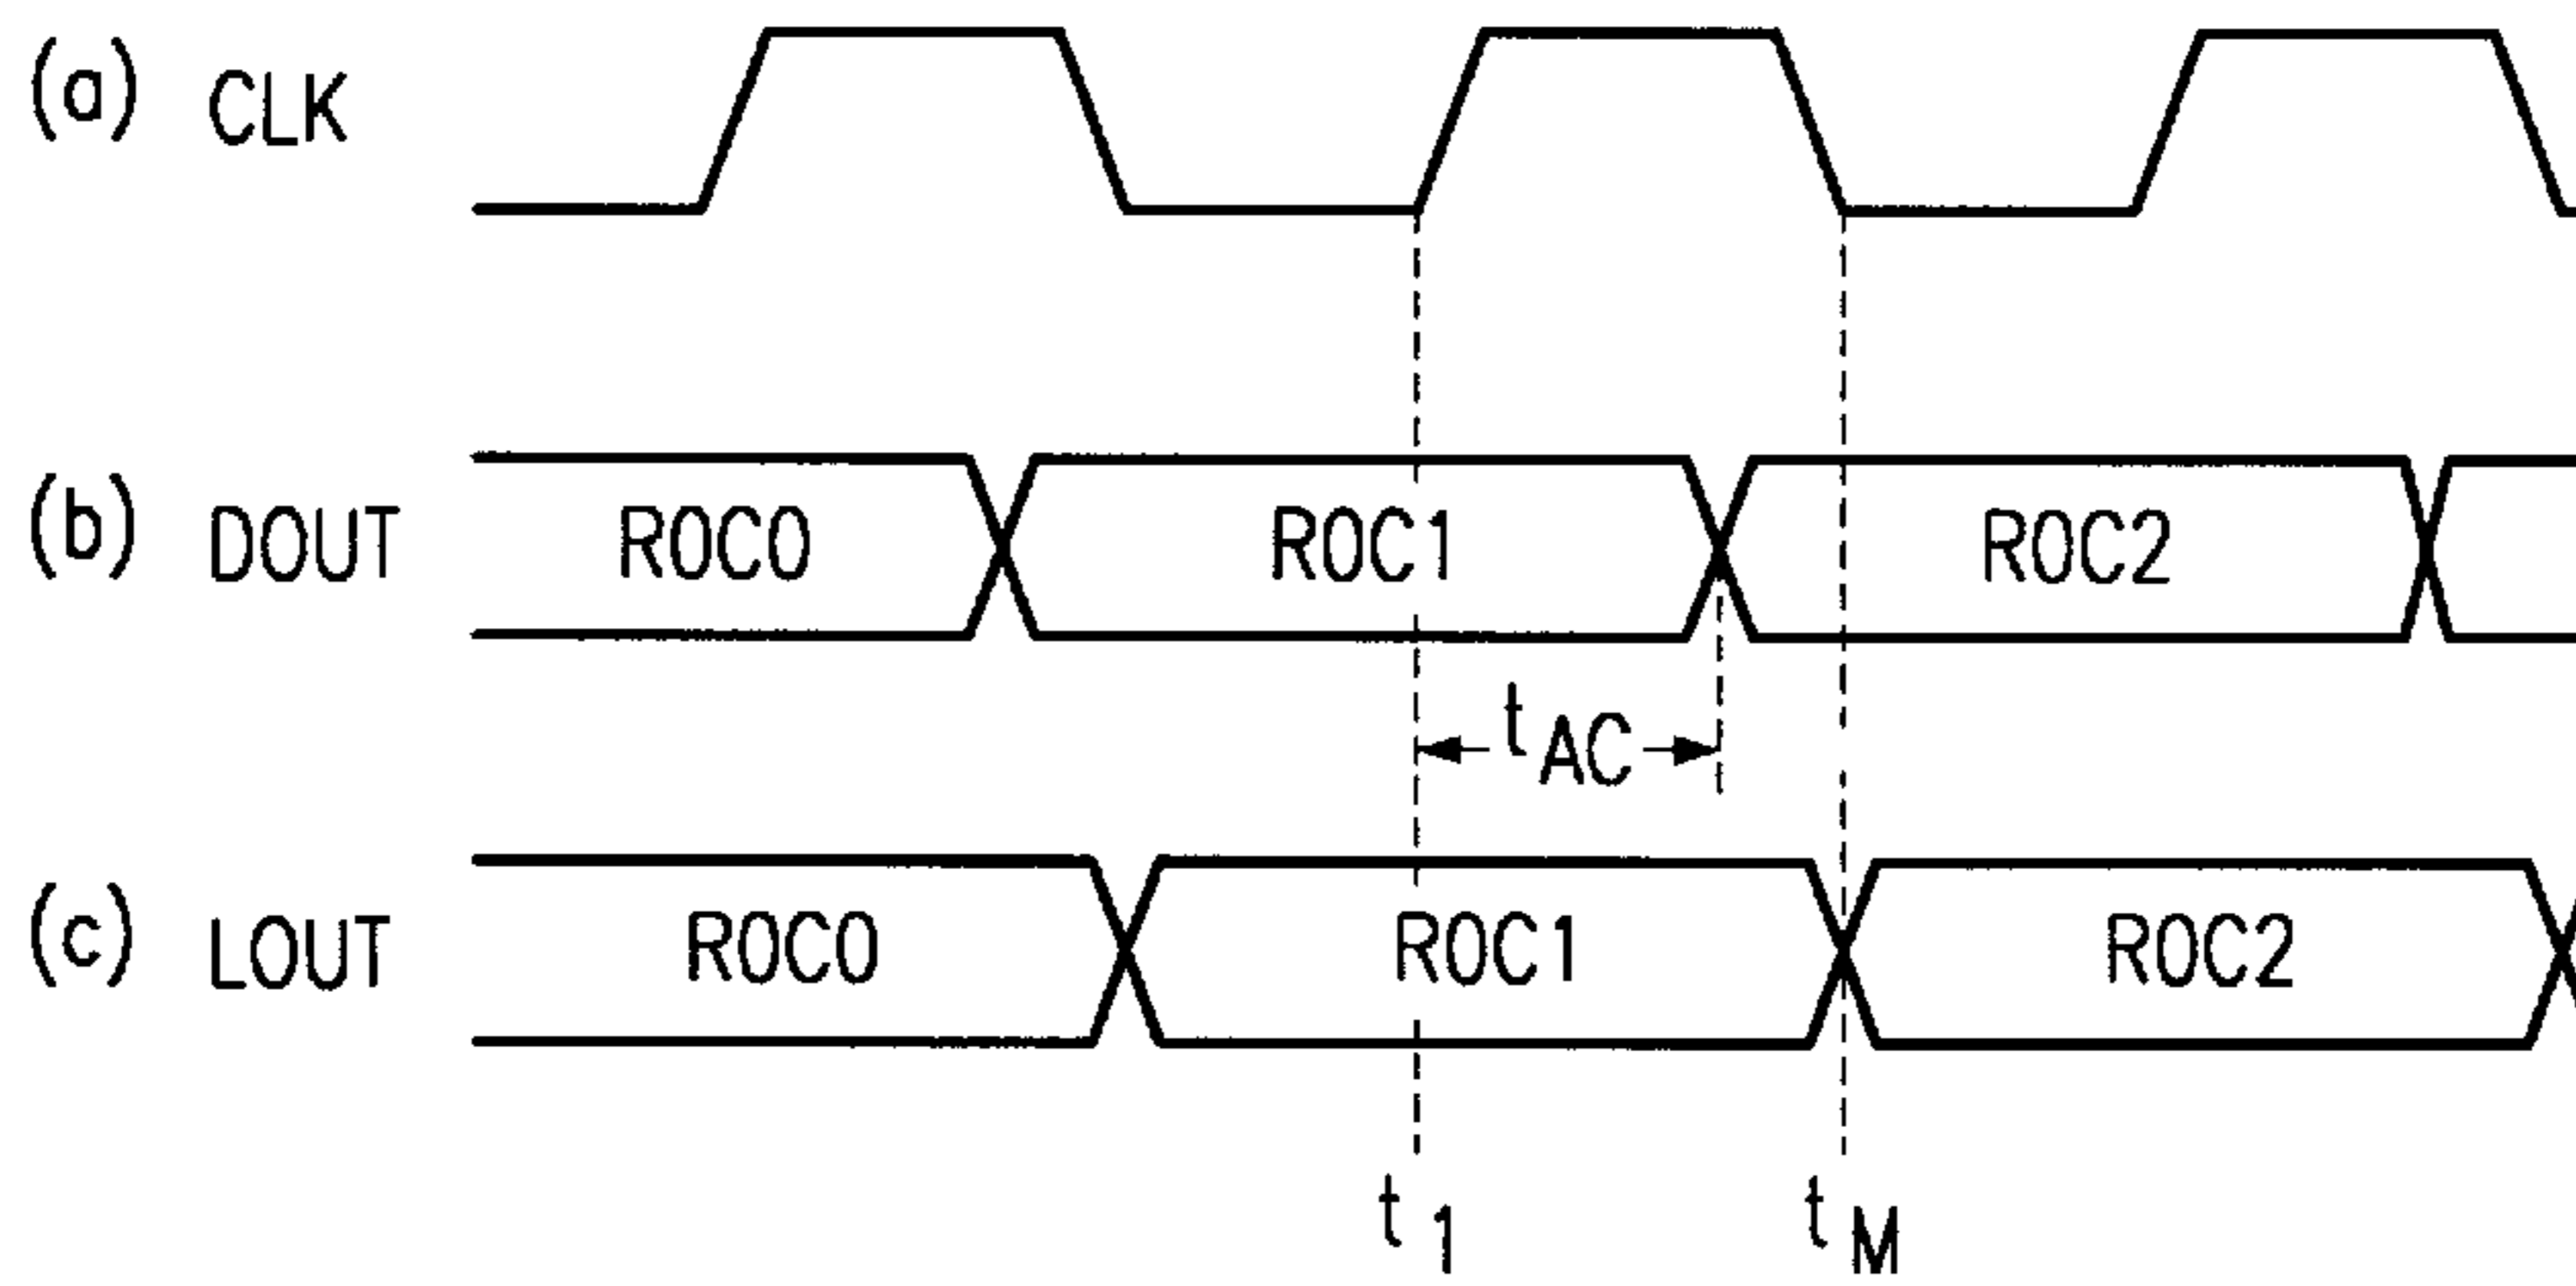 (a) CLK
(b) DOUT R0C0 R0C1 R0C2
tAC
(c) LOUT R0C0 R0C1 R0C2
t1 tM